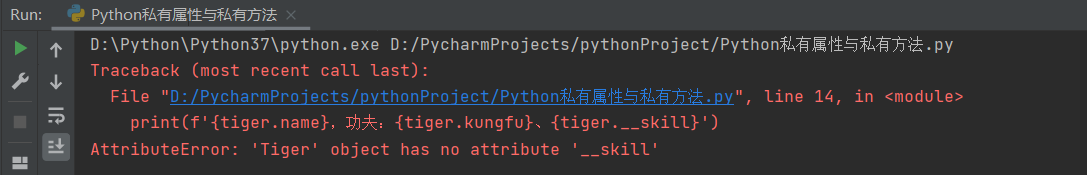 Run: Python私有属性与私有方法 ×
D:\Python\Python37\python.exe D:/PycharmProjects/pythonProject/Python私有属性与私有方法.py
Traceback (most recent call last):
File "D:/PycharmProjects/pythonProject/Python私有属性与私有方法.py", line 14, in <module>
print(f'{tiger.name}，功夫：{tiger.kungfu}、{tiger.__skill}')
AttributeError: 'Tiger' object has no attribute '__skill'